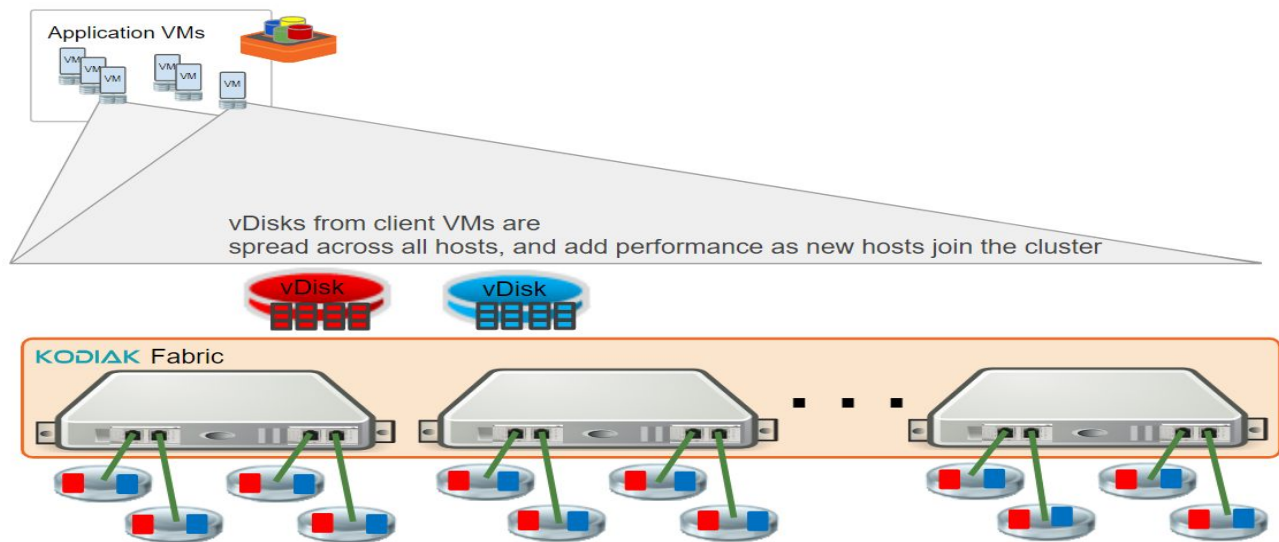 Application VMs
VM
VM
VM
VM
VM
VM
vDisks from client VMs are
spread across all hosts, and add performance as new hosts join the cluster
vDisk
vDisk
KODIAK Fabric
. . .